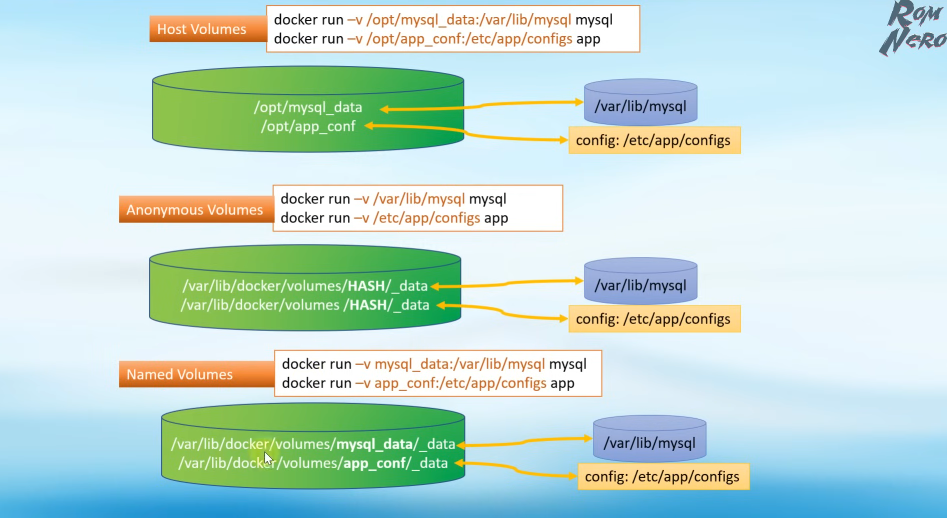 ROM
NERO
Host Volumes
docker run –v /opt/mysql_data:/var/lib/mysql mysql
docker run –v /opt/app_conf:/etc/app/configs app
/opt/mysql_data
/opt/app_conf
/var/lib/mysql
config: /etc/app/configs
Anonymous Volumes
docker run –v /var/lib/mysql mysql
docker run –v /etc/app/configs app
/var/lib/docker/volumes/HASH/_data
/var/lib/docker/volumes /HASH/_data
/var/lib/mysql
config: /etc/app/configs
Named Volumes
docker run –v mysql_data:/var/lib/mysql mysql
docker run –v app_conf:/etc/app/configs app
/var/lib/docker/volumes/mysql_data/_data
/var/lib/docker/volumes/app_conf/_data
/var/lib/mysql
config: /etc/app/configs